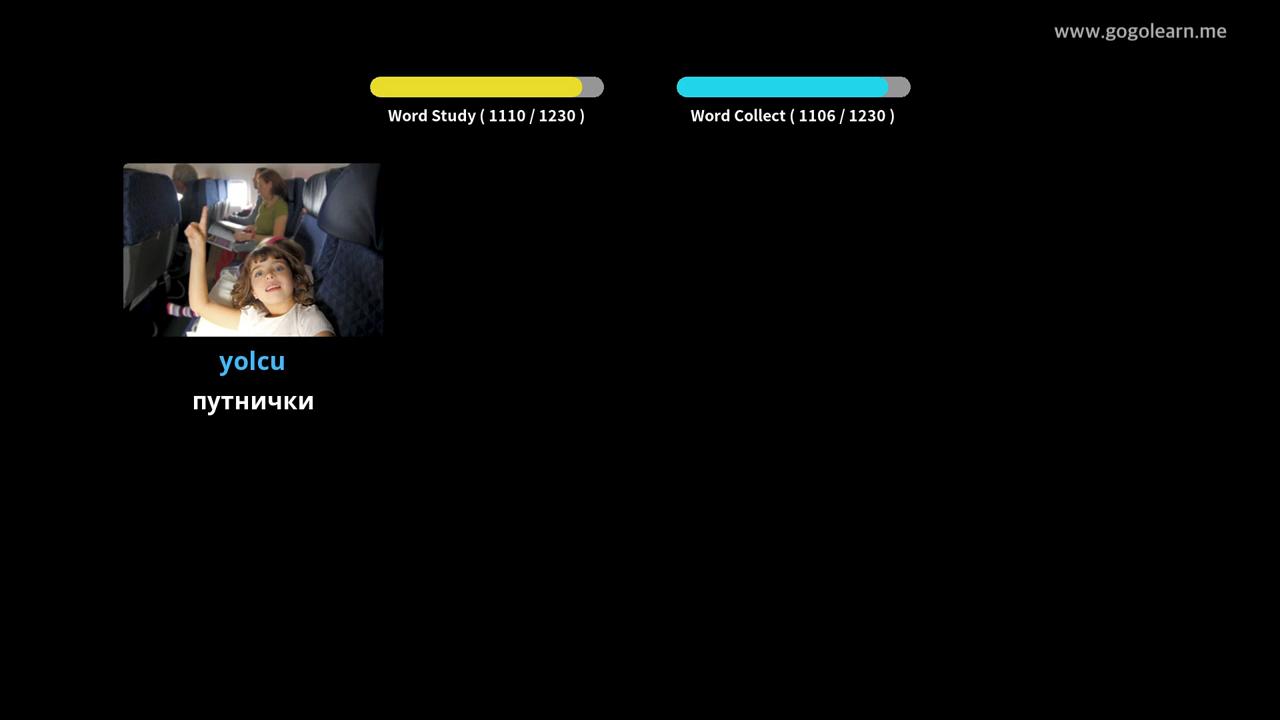 www.gogolearn.me
Word Study ( 1110 / 1230 )
Word Collect ( 1106 / 1230 )
yolcu
путнички